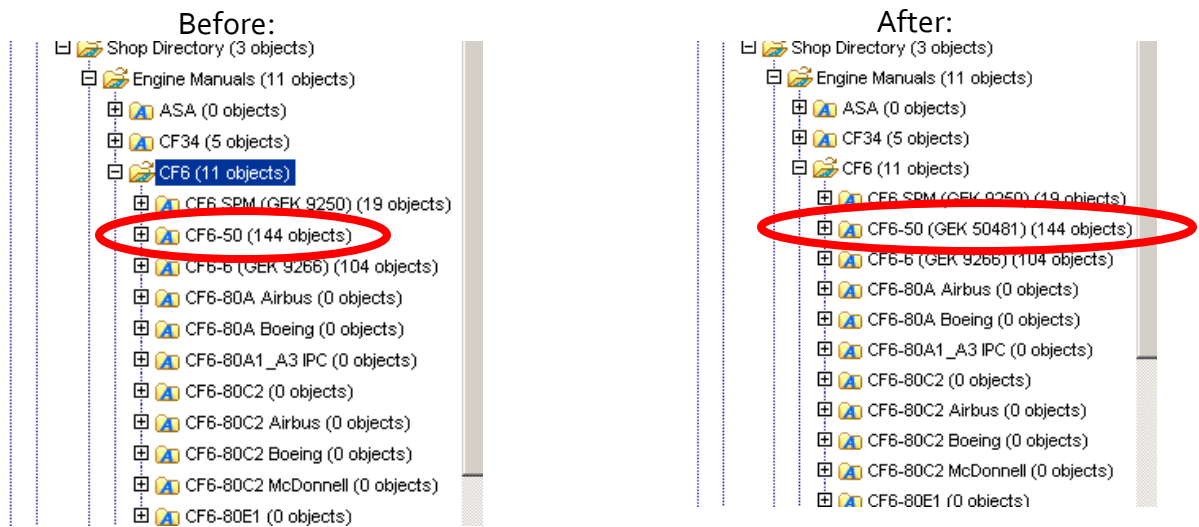 Before:
Shop Directory (3 objects)
Engine Manuals (11 objects)
ASA (0 objects)
CF34 (5 objects)
CF6 (11 objects)
CF6 SPM (GEK 9250) (19 objects)
CF6-50 (144 objects)
CF6-6 (GEK 9266) (104 objects)
CF6-80A Airbus (0 objects)
CF6-80A Boeing (0 objects)
CF6-80A1_A3 IPC (0 objects)
CF6-80C2 (0 objects)
CF6-80C2 Airbus (0 objects)
CF6-80C2 Boeing (0 objects)
CF6-80C2 McDonnell (0 objects)
CF6-80E1 (0 objects)
After:
Shop Directory (3 objects)
Engine Manuals (11 objects)
ASA (0 objects)
CF34 (5 objects)
CF6 (11 objects)
CF6 SPM (GEK 9250) (19 objects)
CF6-50 (GEK 50481) (144 objects)
CF6-6 (GEK 9266) (104 objects)
CF6-80A Airbus (0 objects)
CF6-80A Boeing (0 objects)
CF6-80A1_A3 IPC (0 objects)
CF6-80C2 (0 objects)
CF6-80C2 Airbus (0 objects)
CF6-80C2 Boeing (0 objects)
CF6-80C2 McDonnell (0 objects)
CF6-80E1 (0 objects)